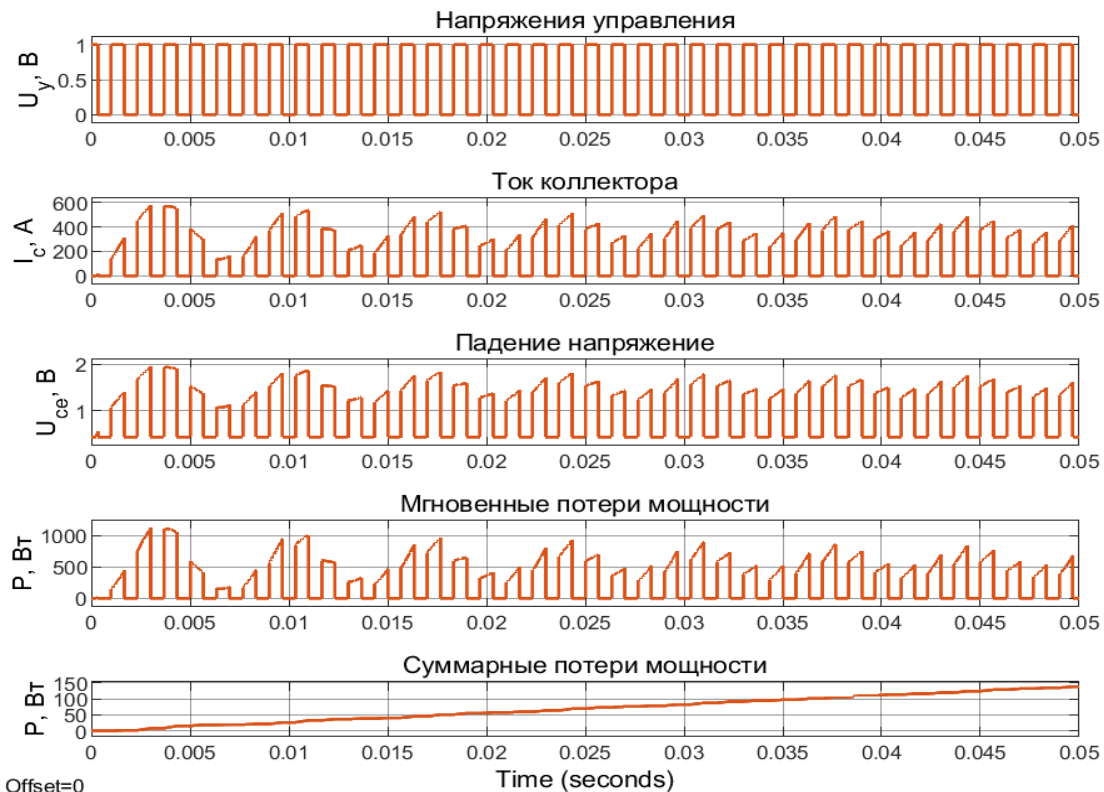 Напряжения управления
U_y, В
1
0.5
0
0 0.005 0.01 0.015 0.02 0.025 0.03 0.035 0.04 0.045 0.05
Ток коллектора
I_c, А
600
400
200
0
0 0.005 0.01 0.015 0.02 0.025 0.03 0.035 0.04 0.045 0.05
Падение напряжение
U_ce, В
2
1
0 0.005 0.01 0.015 0.02 0.025 0.03 0.035 0.04 0.045 0.05
Мгновенные потери мощности
Р, Вт
1000
500
0
0 0.005 0.01 0.015 0.02 0.025 0.03 0.035 0.04 0.045 0.05
Суммарные потери мощности
Р, Вт
150
100
50
0
0 0.005 0.01 0.015 0.02 0.025 0.03 0.035 0.04 0.045 0.05
Offset=0
Time (seconds)